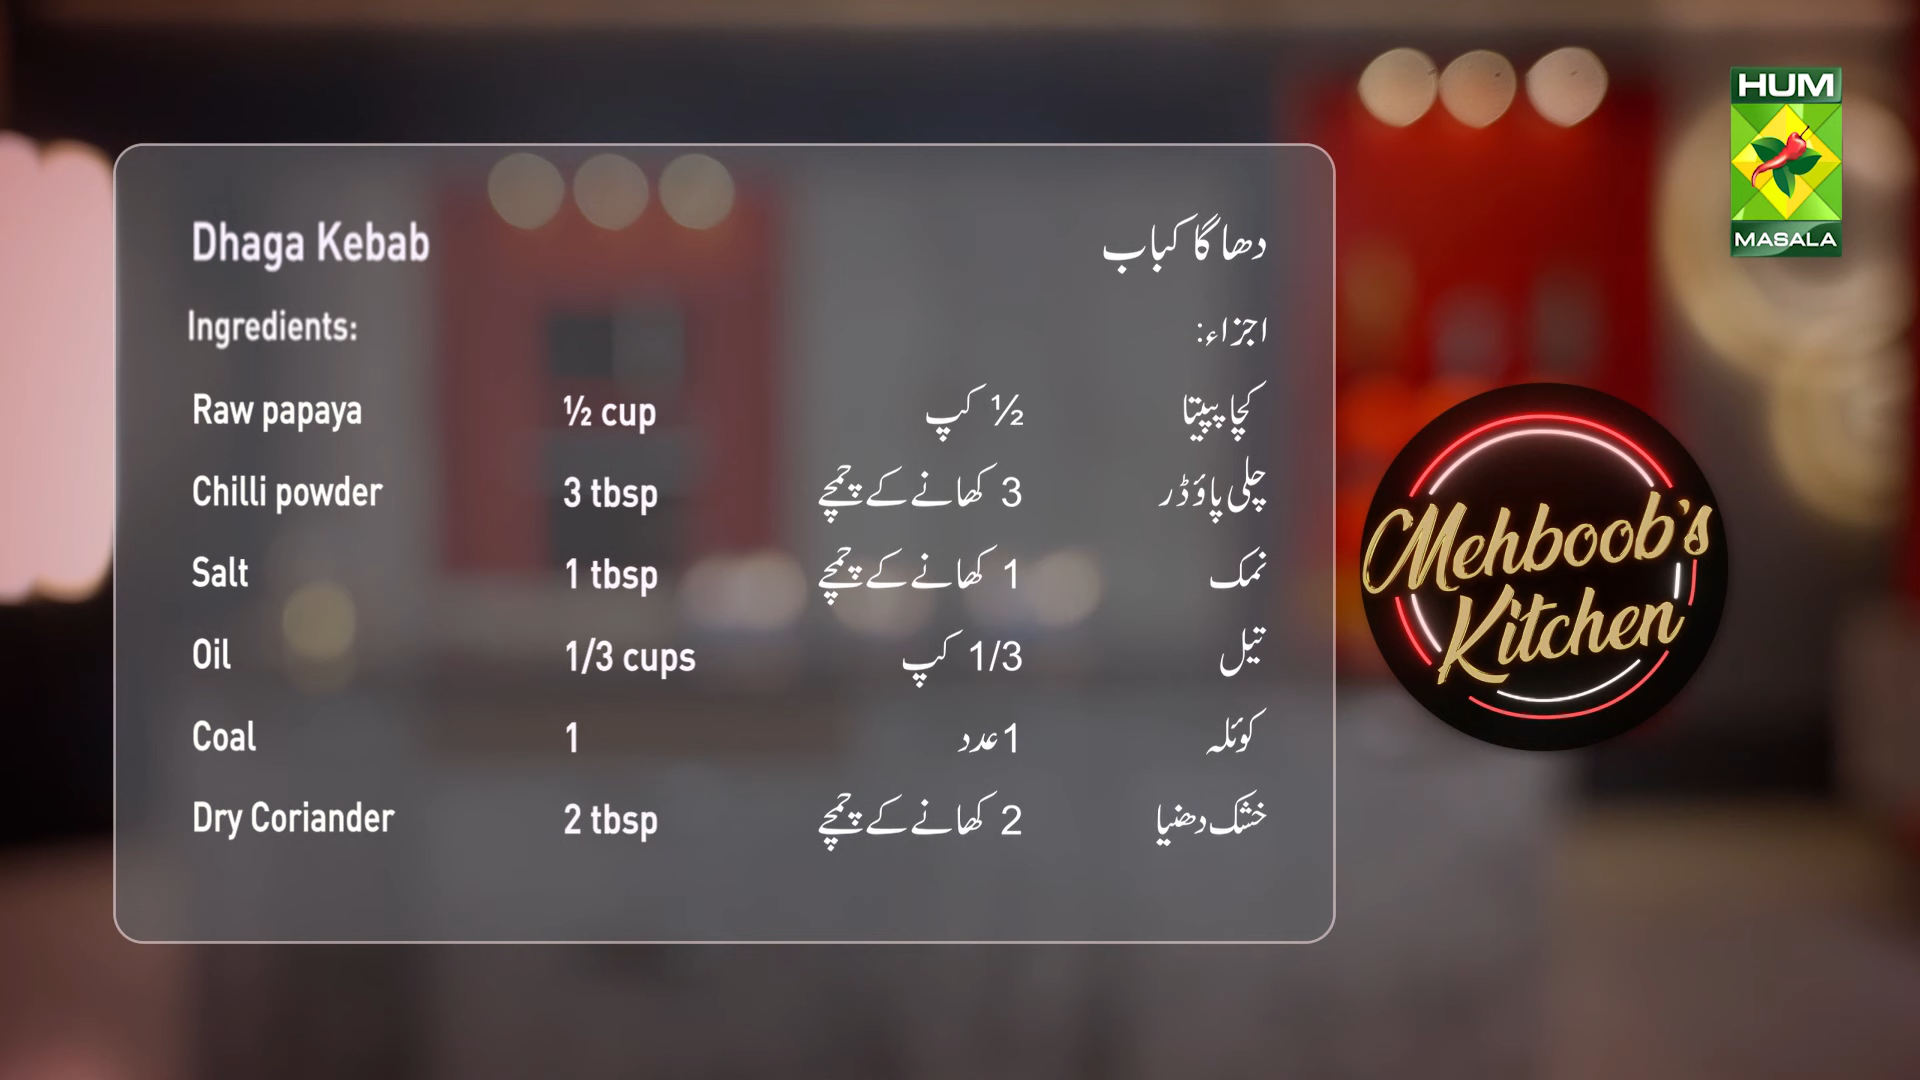 HUM
MASALA
Dhaga Kebab دھاگا کباب
Ingredients: اجزاء:
Raw papaya ½ cup ½ کپ کچا پپیتا
Chilli powder 3 tbsp 3 کھانے کے چمچے چلی پاؤڈر
Salt 1 tbsp 1 کھانے کے چمچے نمک
Oil 1/3 cups 1/3 کپ تیل
Coal 1 1 عدد کوئلہ
Dry Coriander 2 tbsp 2 کھانے کے چمچے خشک دھنیا
Mehboob's
Kitchen